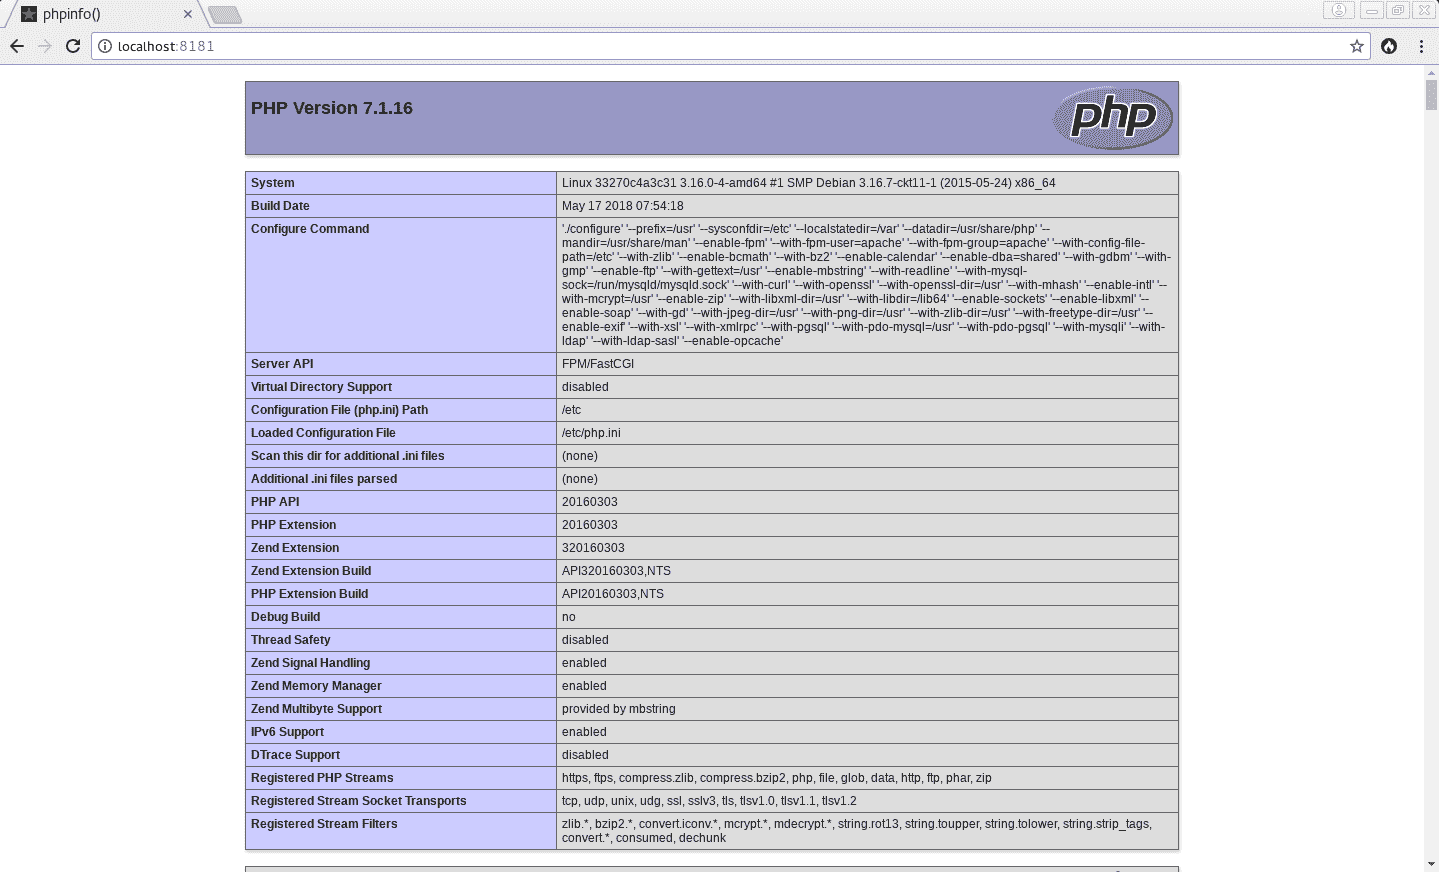 phpinfo()
localhost:8181
PHP Version 7.1.16
php
System Linux 33270c4a3c31 3.16.0-4-amd64 #1 SMP Debian 3.16.7-ckt11-1 (2015-05-24) x86_64
Build Date May 17 2018 07:54:18
Configure Command './configure' '--prefix=/usr' '--sysconfdir=/etc' '--localstatedir=/var' '--datadir=/usr/share/php' '--
mandir=/usr/share/man' '--enable-fpm' '--with-fpm-user=apache' '--with-fpm-group=apache' '--with-config-file-
path=/etc' '--with-zlib' '--enable-bcmath' '--with-bz2' '--enable-calendar' '--enable-dba=shared' '--with-gdbm' '--with-
gmp' '--enable-ftp' '--with-gettext=/usr' '--enable-mbstring' '--with-readline' '--with-mysql-
sock=/run/mysqld/mysqld.sock' '--with-curl' '--with-openssl' '--with-openssl-dir=/usr' '--with-mhash' '--enable-intl' '--
with-mcrypt=/usr' '--enable-zip' '--with-libxml-dir=/usr' '--with-libdir=/lib64' '--enable-sockets' '--enable-libxml' '--
enable-soap' '--with-gd' '--with-jpeg-dir=/usr' '--with-png-dir=/usr' '--with-zlib-dir=/usr' '--with-freetype-dir=/usr' '--
enable-exif' '--with-xsl' '--with-xmlrpc' '--with-pgsql' '--with-pdo-mysql=/usr' '--with-pdo-pgsql' '--with-mysqli' '--with-
ldap' '--with-ldap-sasl' '--enable-opcache'
Server API FPM/FastCGI
Virtual Directory Support disabled
Configuration File (php.ini) Path /etc
Loaded Configuration File /etc/php.ini
Scan this dir for additional .ini files (none)
Additional .ini files parsed (none)
PHP API 20160303
PHP Extension 20160303
Zend Extension 320160303
Zend Extension Build API320160303,NTS
PHP Extension Build API20160303,NTS
Debug Build no
Thread Safety disabled
Zend Signal Handling enabled
Zend Memory Manager enabled
Zend Multibyte Support provided by mbstring
IPv6 Support enabled
DTrace Support disabled
Registered PHP Streams https, ftps, compress.zlib, compress.bzip2, php, file, glob, data, http, ftp, phar, zip
Registered Stream Socket Transports tcp, udp, unix, udg, ssl, sslv3, tls, tlsv1.0, tlsv1.1, tlsv1.2
Registered Stream Filters zlib.*, bzip2.*, convert.iconv.*, mcrypt.*, mdecrypt.*, string.rot13, string.toupper, string.tolower, string.strip_tags,
convert.*, consumed, dechunk